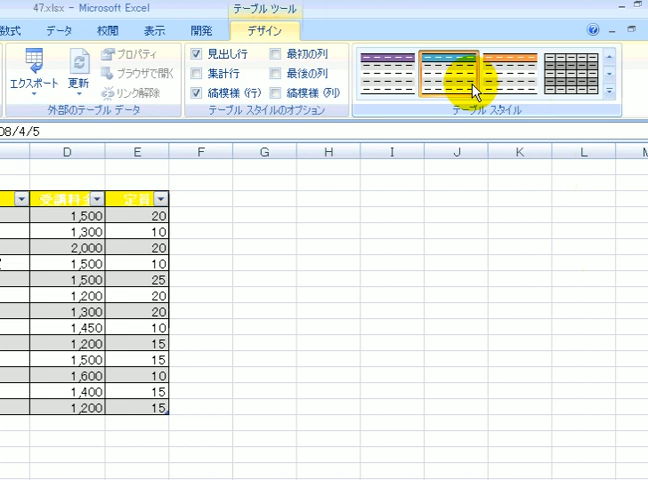 47.xlsx - Microsoft Excel
テーブル ツール
数式 データ 校閲 表示 開発 デザイン
エクスポート
更新
プロパティ
ブラウザで開く
リンク解除
外部のテーブル データ
見出し行
集計行
縞模様 (行)
最初の列
最後の列
縞模様 (列)
テーブル スタイルのオプション
テーブル スタイル
08/4/5
D E F G H I J K L M
受講料金 定員
1,500 20
1,300 10
2,000 20
1,500 10
1,500 25
1,200 20
1,300 20
1,450 10
1,200 15
1,500 15
1,600 10
1,400 15
1,200 15